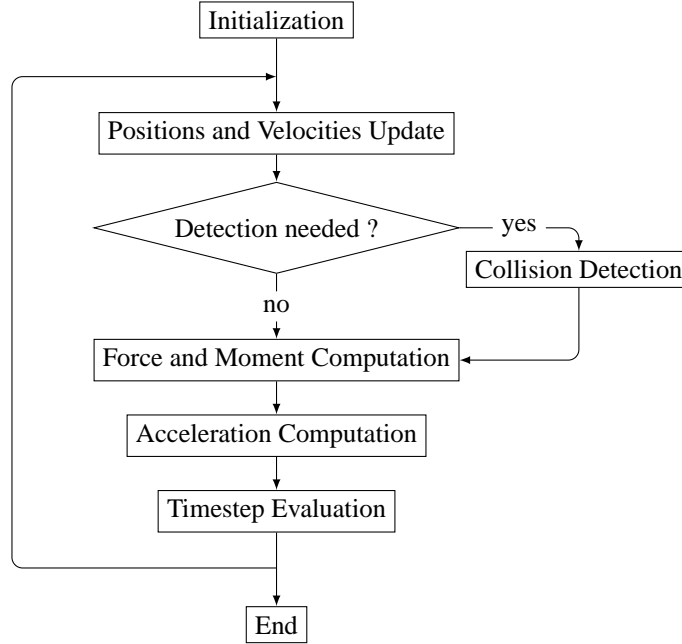 Initialization
Positions and Velocities Update
Detection needed ?
yes
Collision Detection
no
Force and Moment Computation
Acceleration Computation
Timestep Evaluation
End